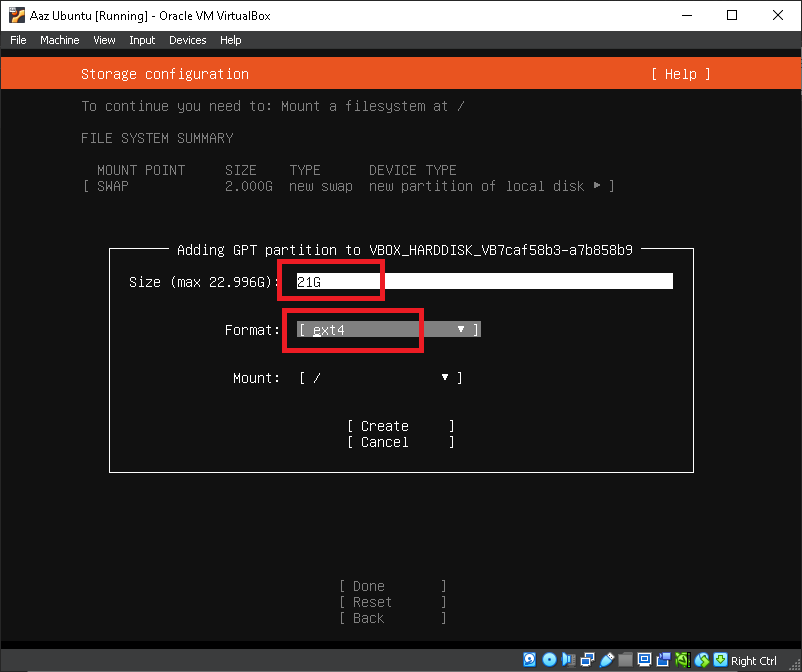 Aaz Ubuntu [Running] - Oracle VM VirtualBox
File Machine View Input Devices Help
Storage configuration [ Help ]
To continue you need to: Mount a filesystem at /
FILE SYSTEM SUMMARY
MOUNT POINT SIZE TYPE DEVICE TYPE
[ SWAP 2.000G new swap new partition of local disk ▸ ]
Adding GPT partition to VBOX_HARDDISK_VB7caf58b3-a7b858b9
Size (max 22.996G): 21G
Format: [ ext4 ▾ ]
Mount: [ / ▾ ]
[ Create ]
[ Cancel ]
[ Done ]
[ Reset ]
[ Back ]
Right Ctrl